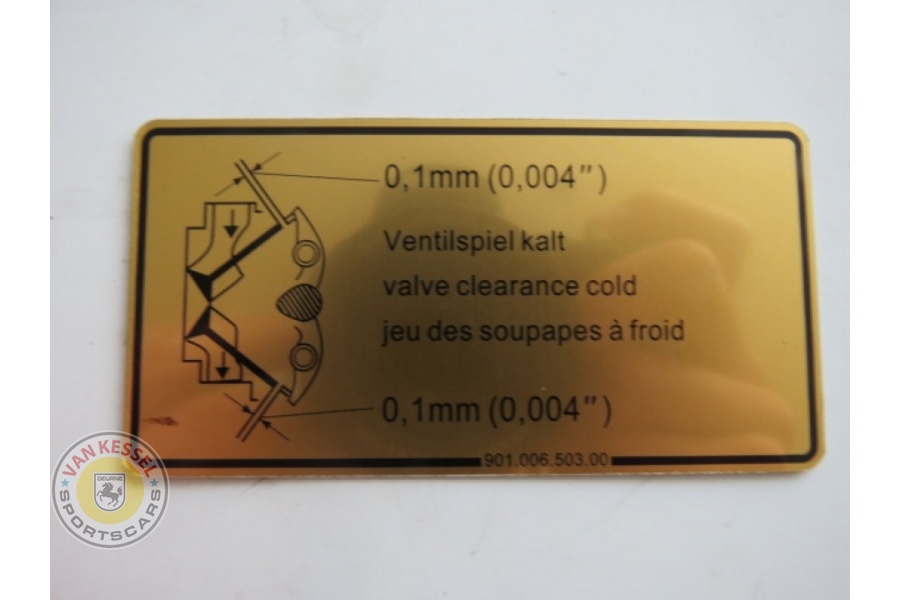 0,1mm (0,004")
Ventilspiel kalt
valve clearance cold
jeu des soupapes à froid
0,1mm (0,004")
901.006.503.00
VAN KESSEL
DEURNE
SPORTSCARS